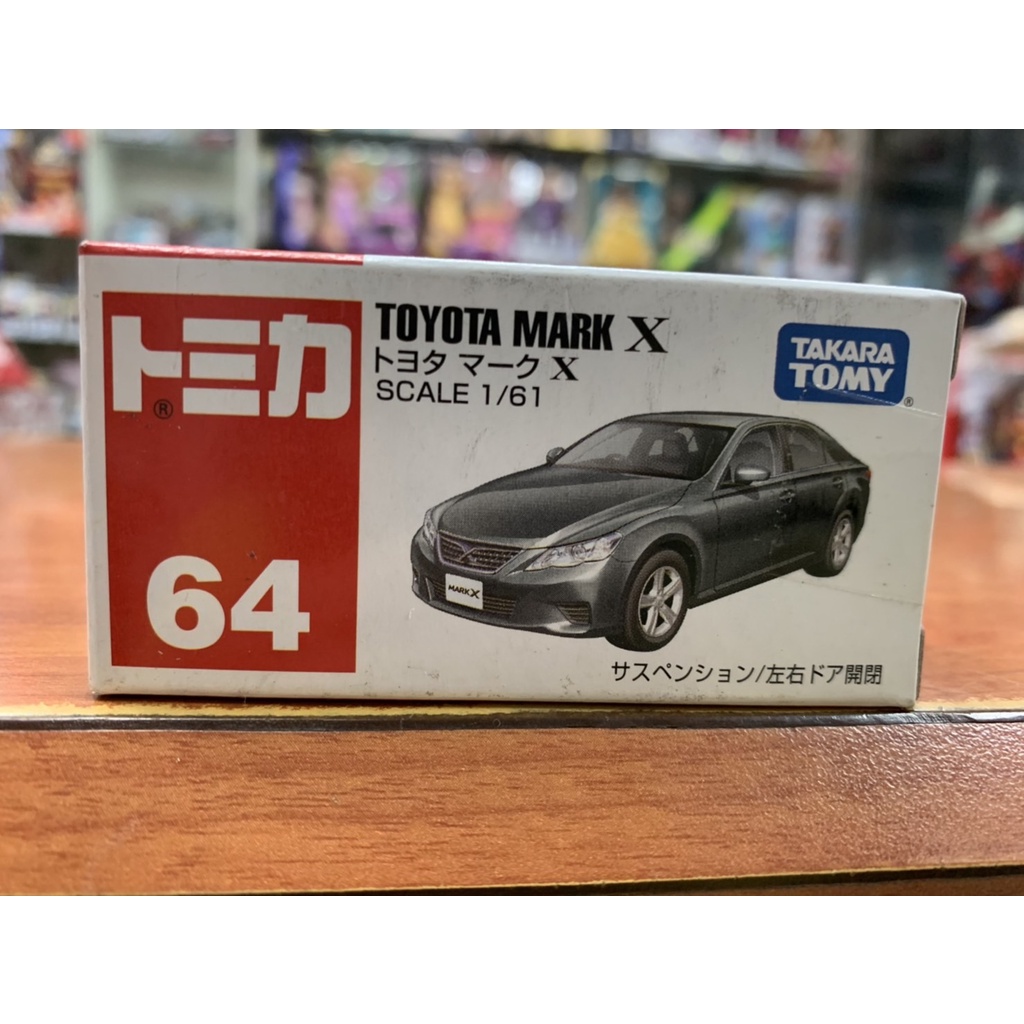 トミカ
®
64
TOYOTA MARK X
トヨタ マーク X
SCALE 1/61
TAKARA
TOMY
®
MARKX
サスペンション/左右ドア開閉